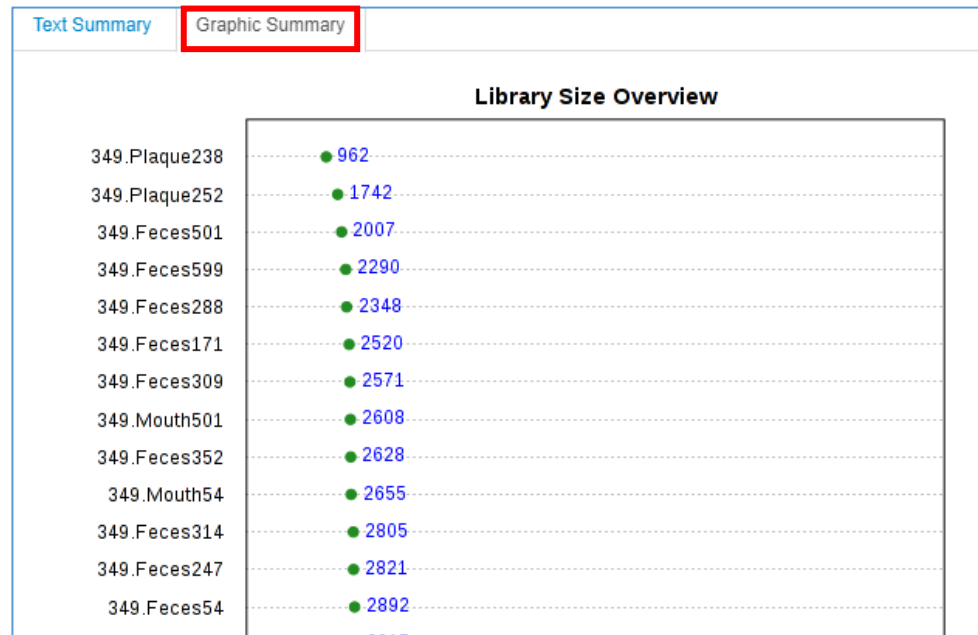 Text Summary Graphic Summary
Library Size Overview
349.Plaque238 962
349.Plaque252 1742
349.Feces501 2007
349.Feces599 2290
349.Feces288 2348
349.Feces171 2520
349.Feces309 2571
349.Mouth501 2608
349.Feces352 2628
349.Mouth54 2655
349.Feces314 2805
349.Feces247 2821
349.Feces54 2892